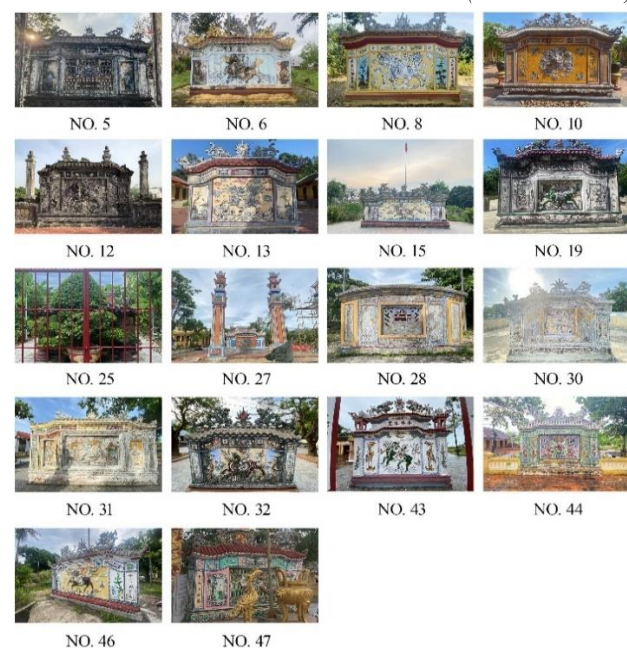 NO. 5 NO. 6 NO. 8 NO. 10
NO. 12 NO. 13 NO. 15 NO. 19
NO. 25 NO. 27 NO. 28 NO. 30
NO. 31 NO. 32 NO. 43 NO. 44
NO. 46 NO. 47